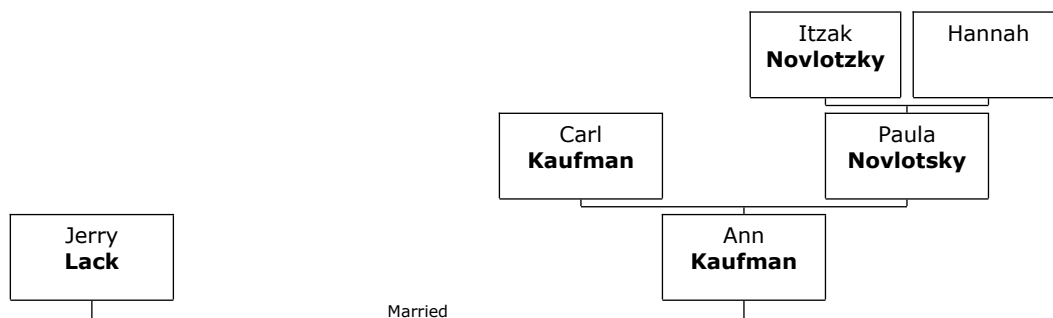 Itzak
Novlotzky
Hannah
Carl
Kaufman
Paula
Novlotsky
Jerry
Lack
Ann
Kaufman
Married